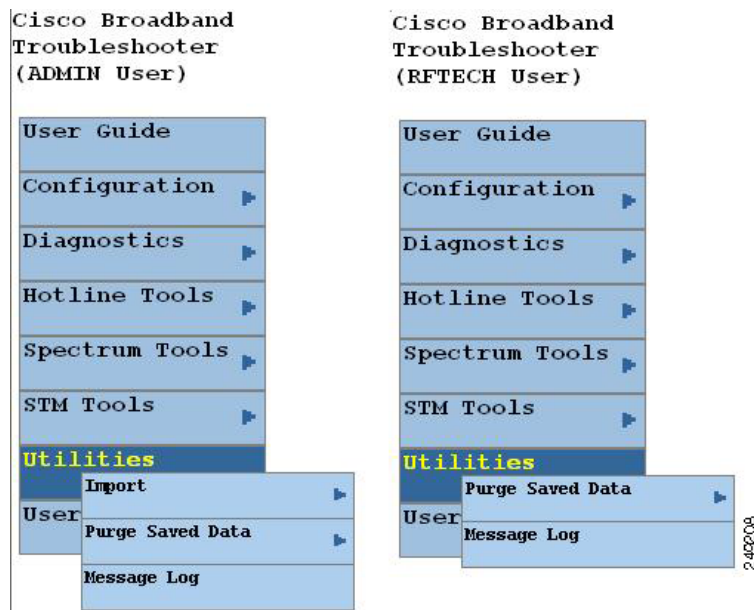 Cisco Broadband
Troubleshooter
(ADMIN User)
User Guide
Configuration
Diagnostics
Hotline Tools
Spectrum Tools
STM Tools
Utilities
Import
User
Purge Saved Data
Message Log
Cisco Broadband
Troubleshooter
(RFTECH User)
User Guide
Configuration
Diagnostics
Hotline Tools
Spectrum Tools
STM Tools
Utilities
Purge Saved Data
User
Message Log
249208